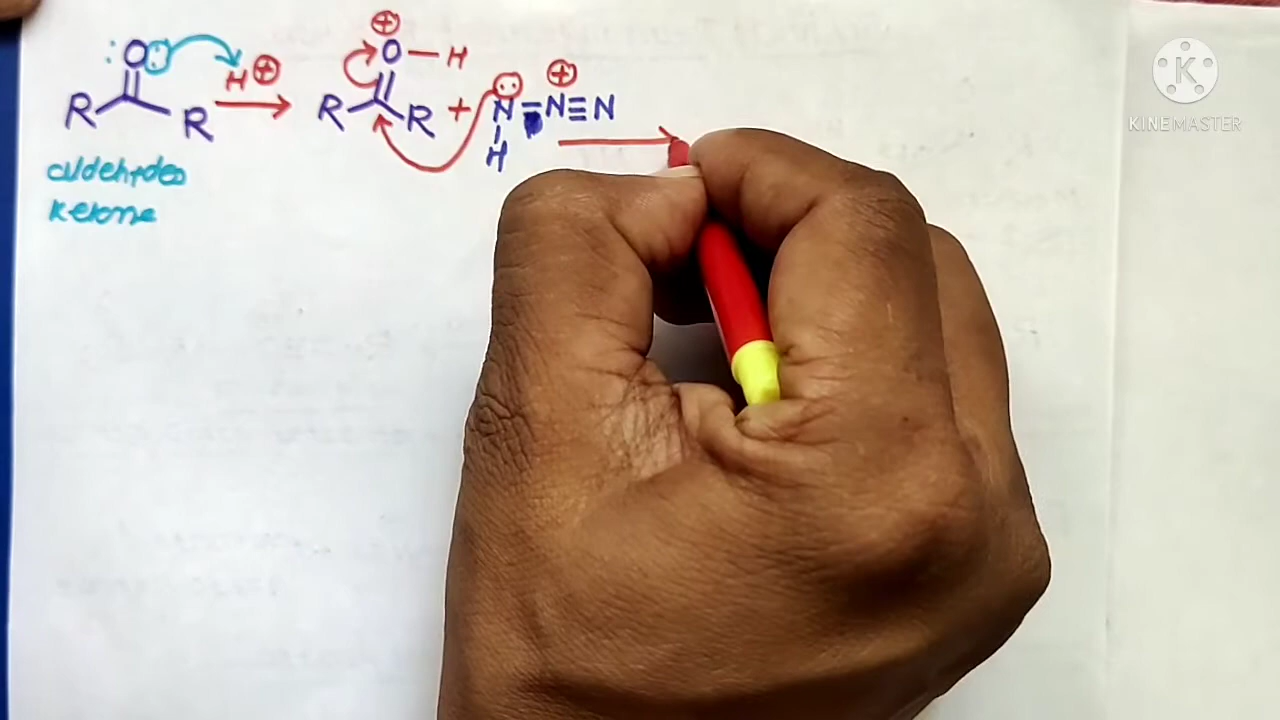 :O: H⊕ ⊕ O—H
R R R R + N—N≡N ⊕
H
aldehydes
Ketone
K
KINEMASTER